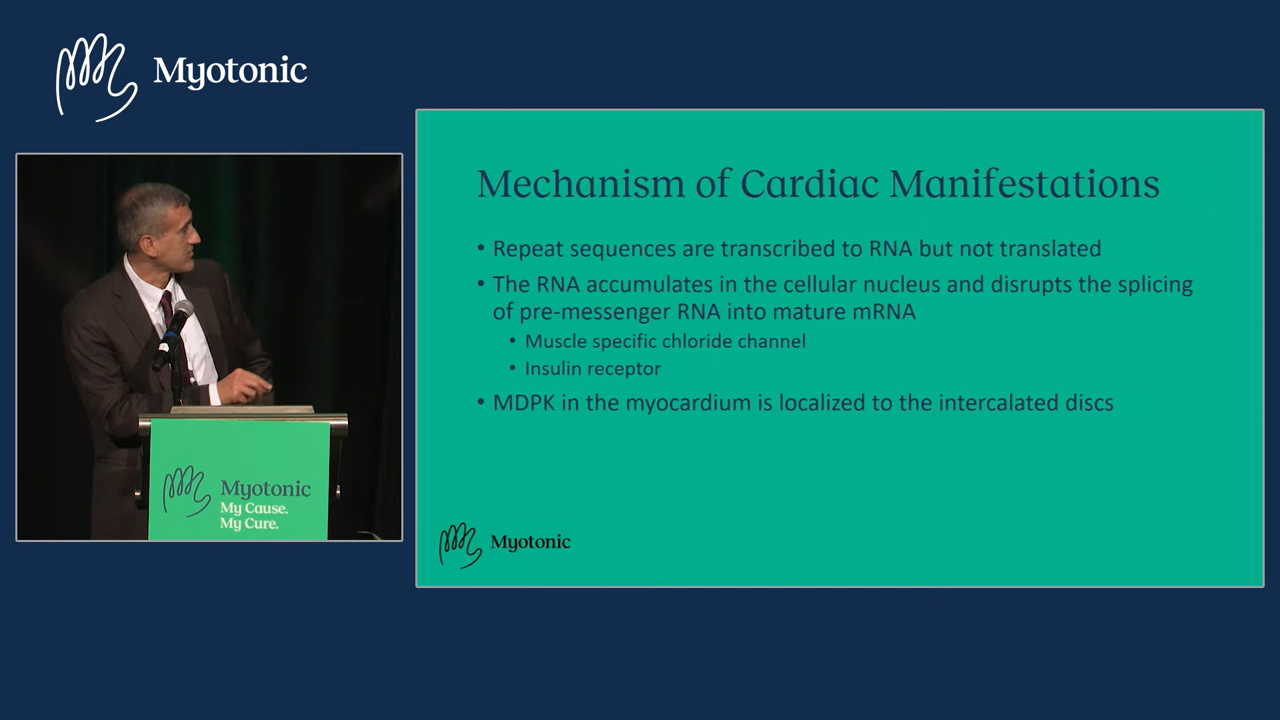 Myotonic
Mechanism of Cardiac Manifestations
• Repeat sequences are transcribed to RNA but not translated
• The RNA accumulates in the cellular nucleus and disrupts the splicing
of pre-messenger RNA into mature mRNA
• Muscle specific chloride channel
• Insulin receptor
• MDPK in the myocardium is localized to the intercalated discs
Myotonic
Myotonic
My Cause.
My Cure.